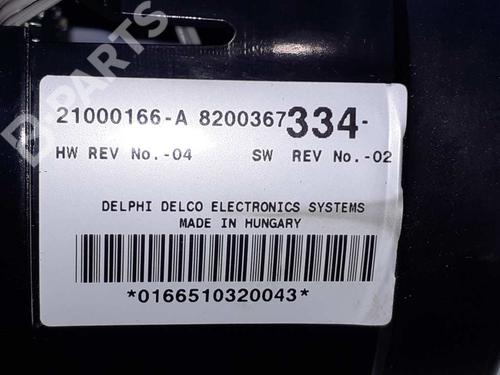 B-PARTS
21000166-A 8200367334-
HW REV No.-04 SW REV No.-02
DELPHI DELCO ELECTRONICS SYSTEMS
MADE IN HUNGARY
*0166510320043*